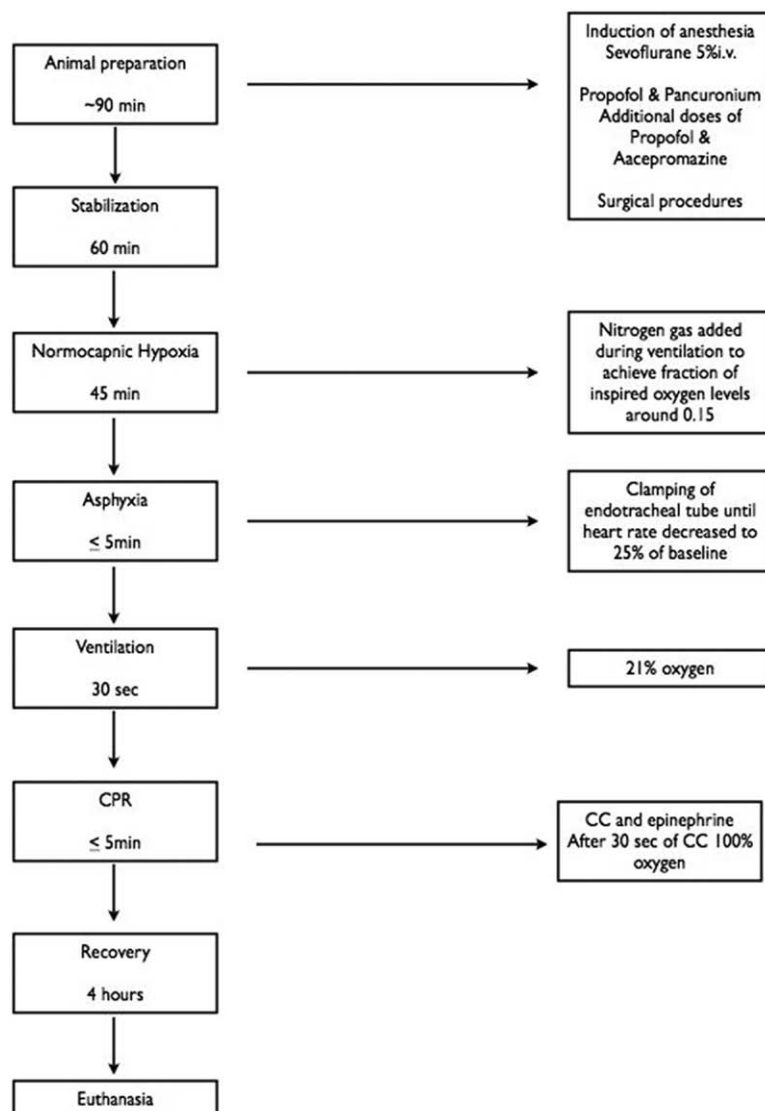 Animal preparation
~90 min
Induction of anesthesia
Sevoflurane 5%i.v.
Propofol & Pancuronium
Additional doses of
Propofol &
Aacepromazine
Surgical procedures
Stabilization
60 min
Normocapnic Hypoxia
45 min
Nitrogen gas added
during ventilation to
achieve fraction of
inspired oxygen levels
around 0.15
Asphyxia
≤ 5min
Clamping of
endotracheal tube until
heart rate decreased to
25% of baseline
Ventilation
30 sec
21% oxygen
CPR
≤ 5min
CC and epinephrine
After 30 sec of CC 100%
oxygen
Recovery
4 hours
Euthanasia